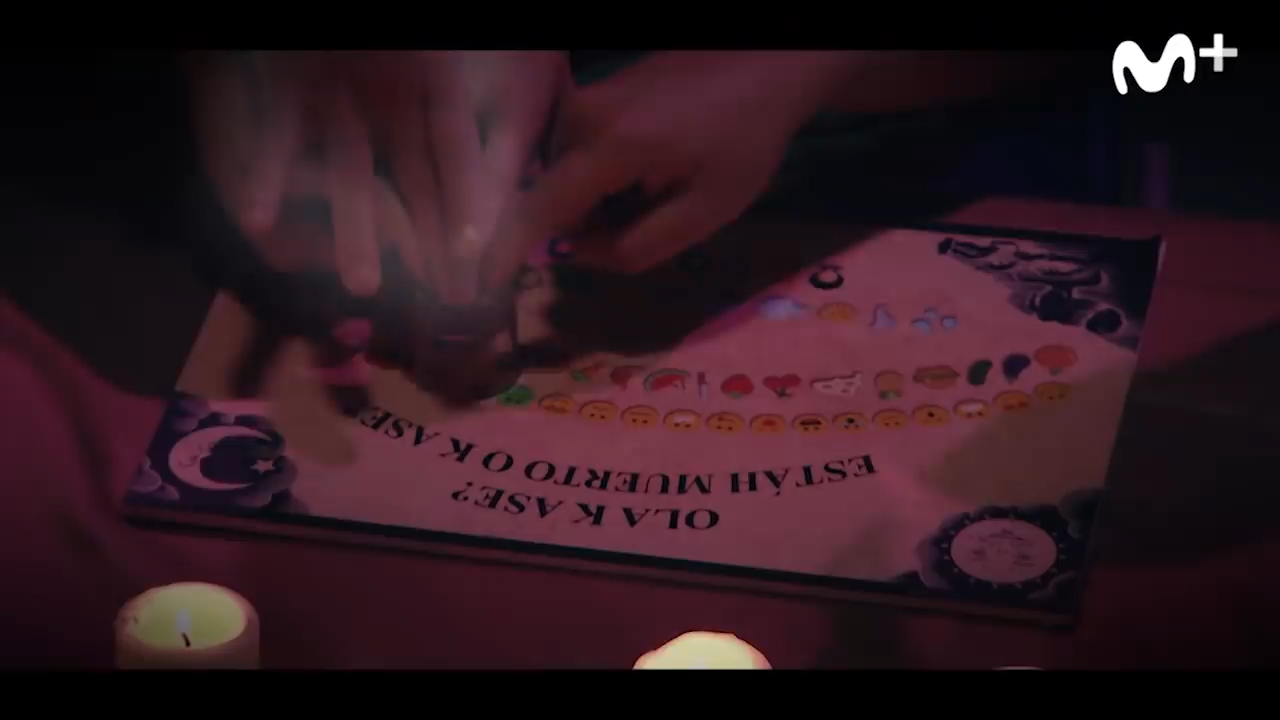 M+
OLA K ASE?
ESTÁH MUERTO O K ASE?